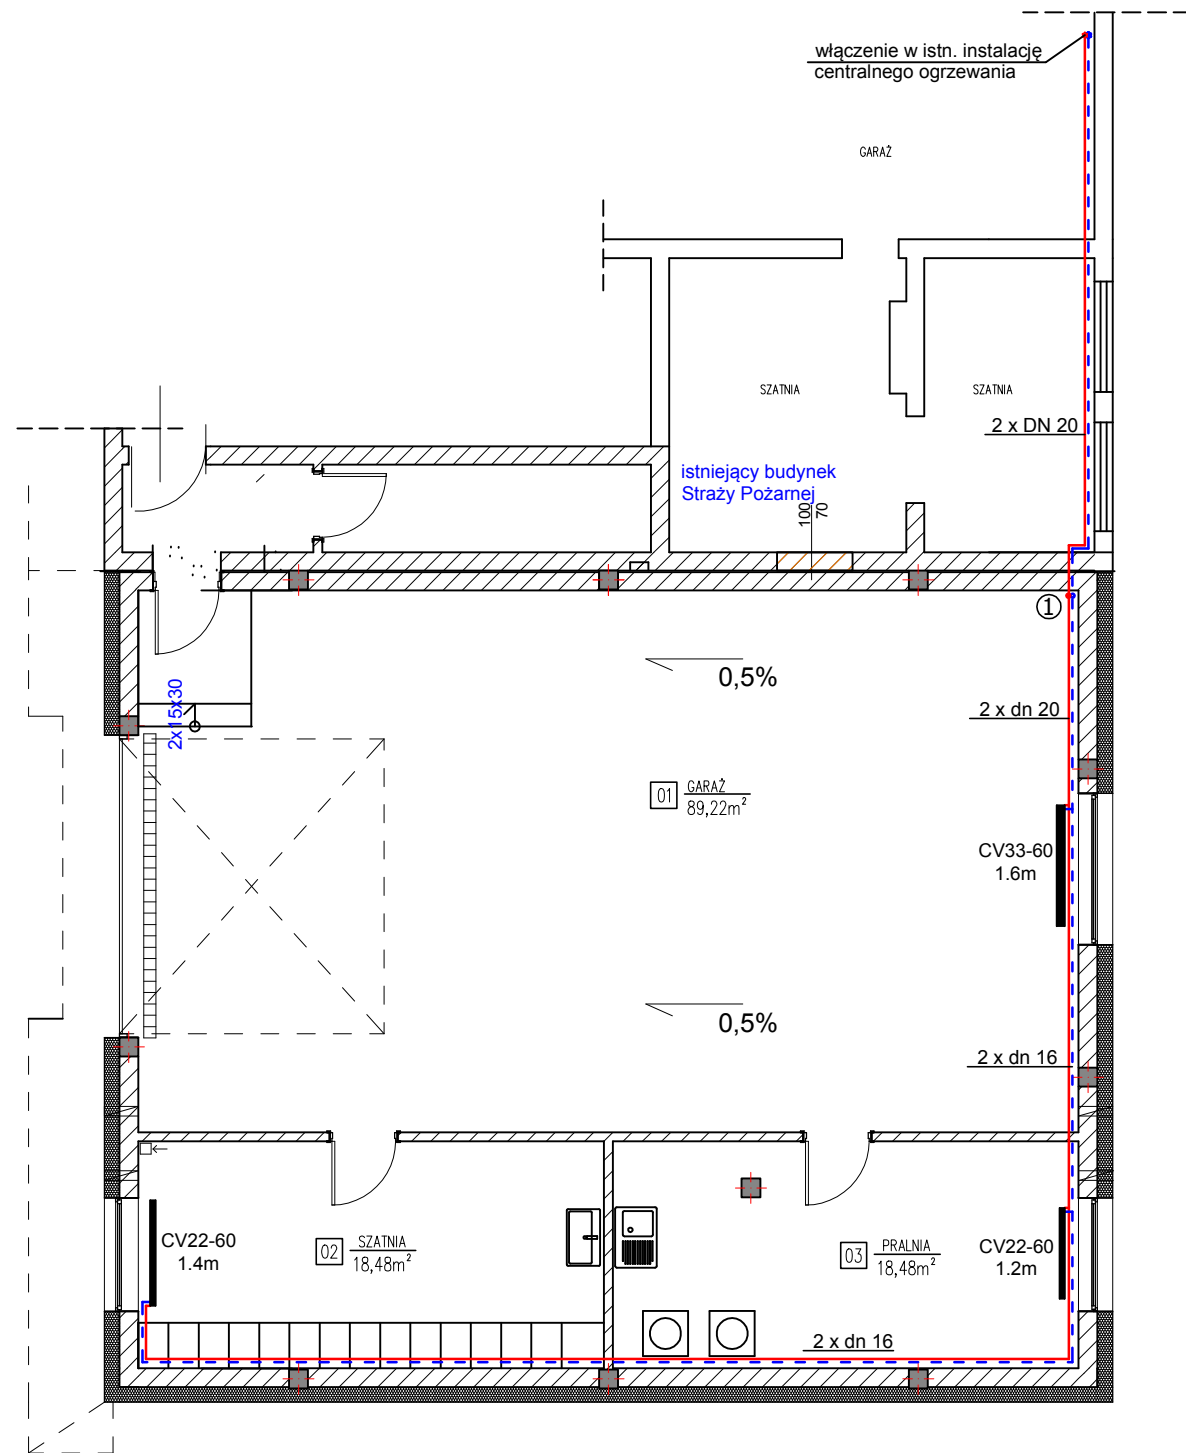 włączenie w istn. instalację
centralnego ogrzewania
GARAŻ
SZATNIA
SZATNIA
2 x DN 20
istniejący budynek
Straży Pożarnej
100
70
1
0,5%
2x15x30
2 x dn 20
01
GARAŻ
89,22m²
CV33-60
1.6m
0,5%
2 x dn 16
CV22-60
1.4m
02
SZATNIA
18,48m²
03
PRALNIA
18,48m²
CV22-60
1.2m
2 x dn 16